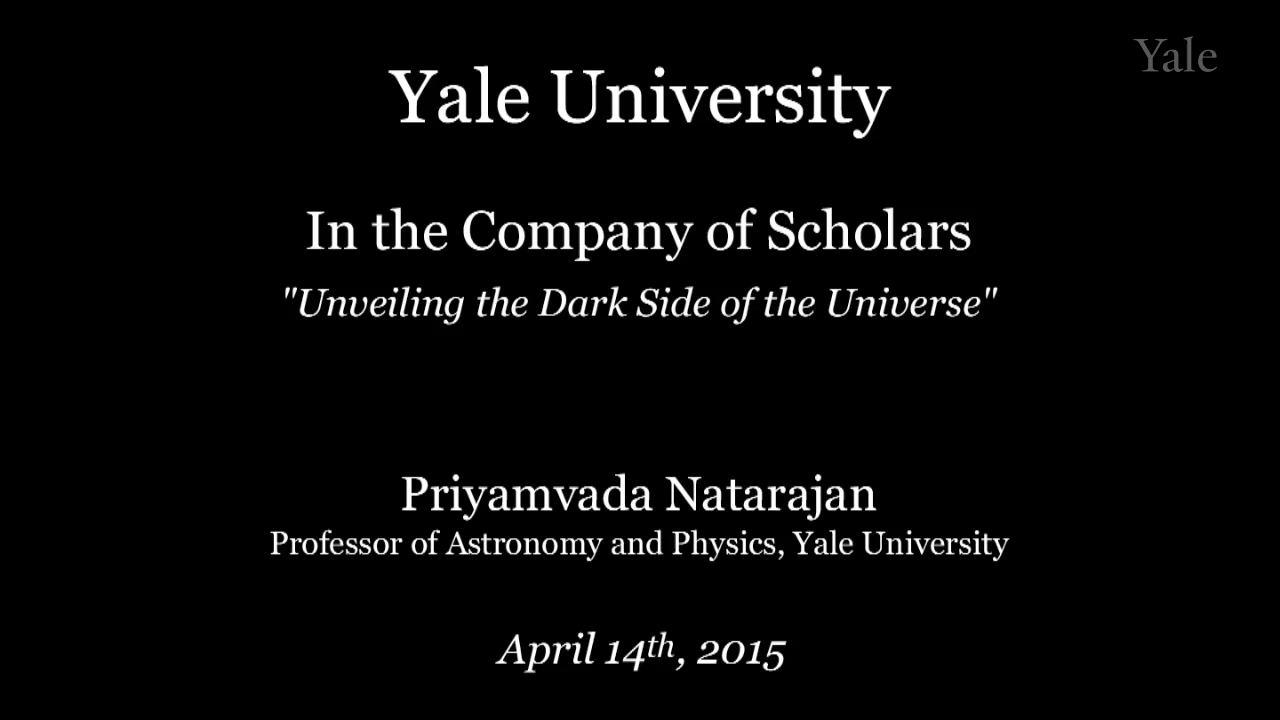 Yale
Yale University
In the Company of Scholars
"Unveiling the Dark Side of the Universe"
Priyamvada Natarajan
Professor of Astronomy and Physics, Yale University
April 14th, 2015